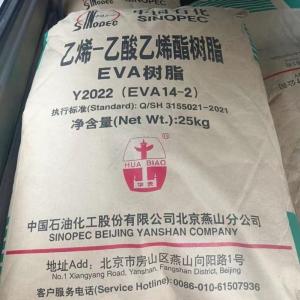 SINOPEC
SINOPEC
乙烯-乙酸乙烯酯树脂
EVA树脂
Y2022 (EVA14-2)
执行标准(Standard): Q/SH 3155021-2021
净含量(Net Wt.):25kg
HUA BIAO
华表
中国石油化工股份有限公司北京燕山分公司
SINOPEC BEIJING YANSHAN COMPANY
地址/Add: 北京市房山区燕山向阳路1号
No.1 Xiangyang Road, Yanshan, Fangshan District, Beijing
客户服务电话(Service Hotline):0086-010-61507936